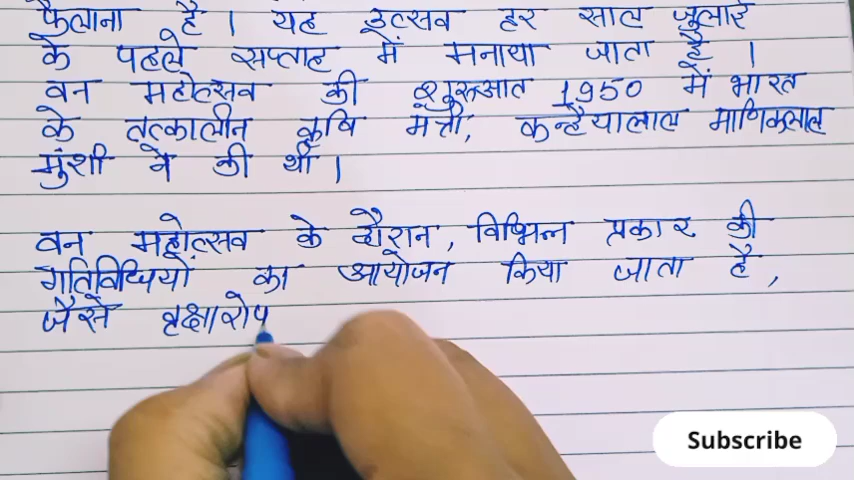 फैलाना है । यह उत्सव हर साल जुलाई
के पहले सप्ताह में मनाया जाता है ।
वन महोत्सव की शुरुआत 1950 में भारत
के तत्कालीन कृषि मंत्री, कन्हैयालाल माणिकलाल
मुंशी ने की थी ।
वन महोत्सव के दौरान, विभिन्न प्रकार की
गतिविधियों का आयोजन किया जाता है,
जैसे वृक्षारोप
Subscribe